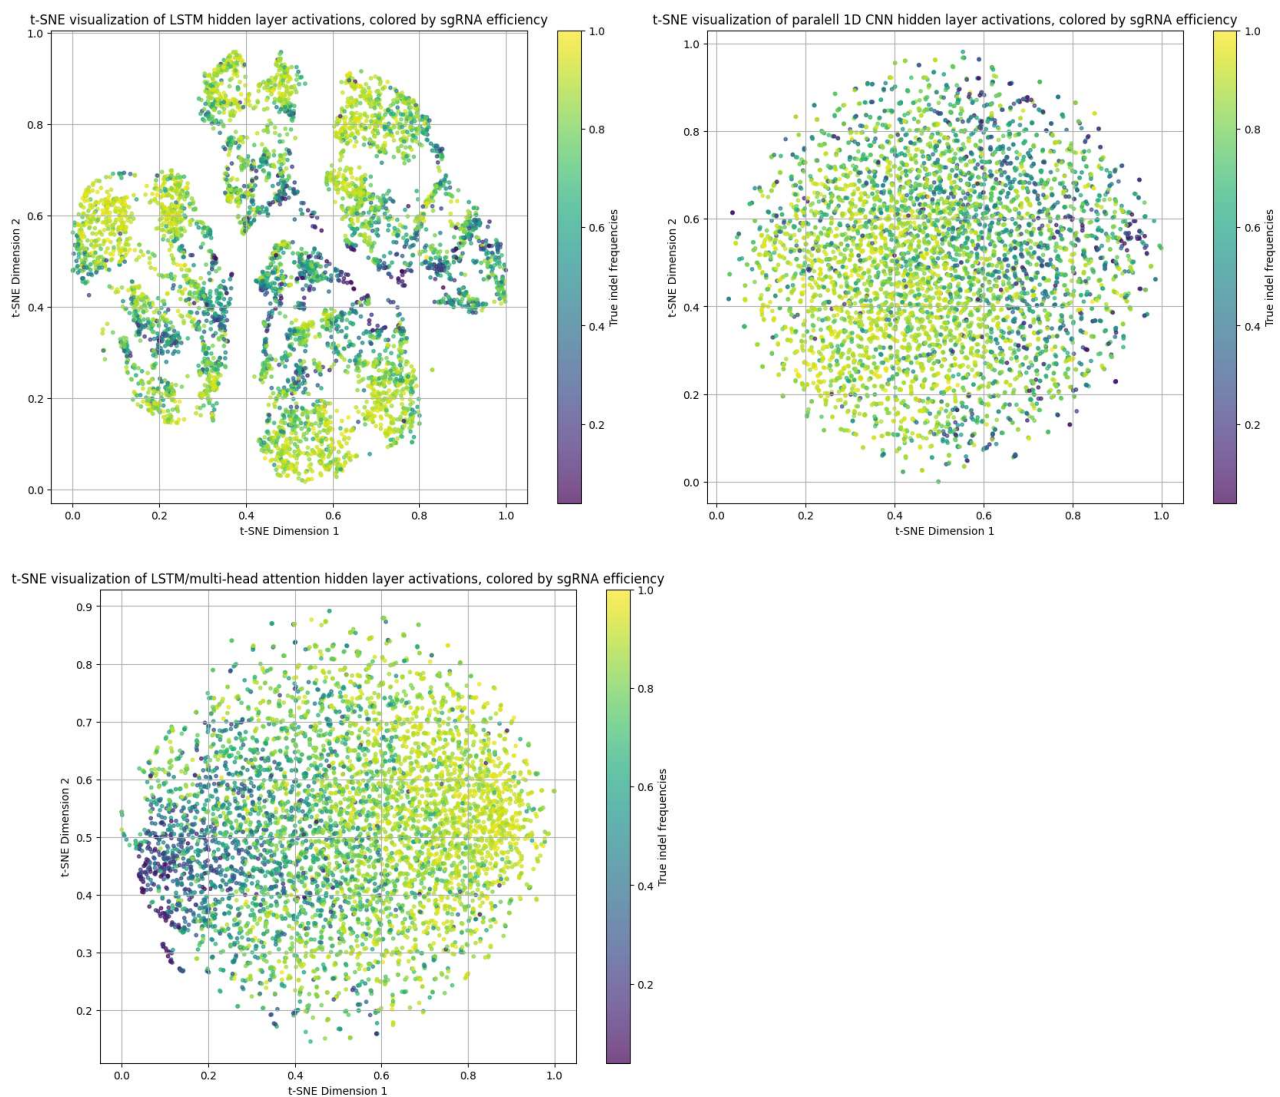 t-SNE visualization of LSTM hidden layer activations, colored by sgRNA efficiency
1.0
0.8
0.6
0.4
0.2
0.0
t-SNE Dimension 2
0.0 0.2 0.4 0.6 0.8 1.0
t-SNE Dimension 1
1.0
0.8
0.6
0.4
0.2
True indel frequencies
t-SNE visualization of paralell 1D CNN hidden layer activations, colored by sgRNA efficiency
1.0
0.8
0.6
0.4
0.2
0.0
t-SNE Dimension 2
0.0 0.2 0.4 0.6 0.8 1.0
t-SNE Dimension 1
1.0
0.8
0.6
0.4
0.2
True indel frequencies
t-SNE visualization of LSTM/multi-head attention hidden layer activations, colored by sgRNA efficiency
0.9
0.8
0.7
0.6
0.5
0.4
0.3
0.2
t-SNE Dimension 2
0.0 0.2 0.4 0.6 0.8 1.0
t-SNE Dimension 1
1.0
0.8
0.6
0.4
0.2
True indel frequencies